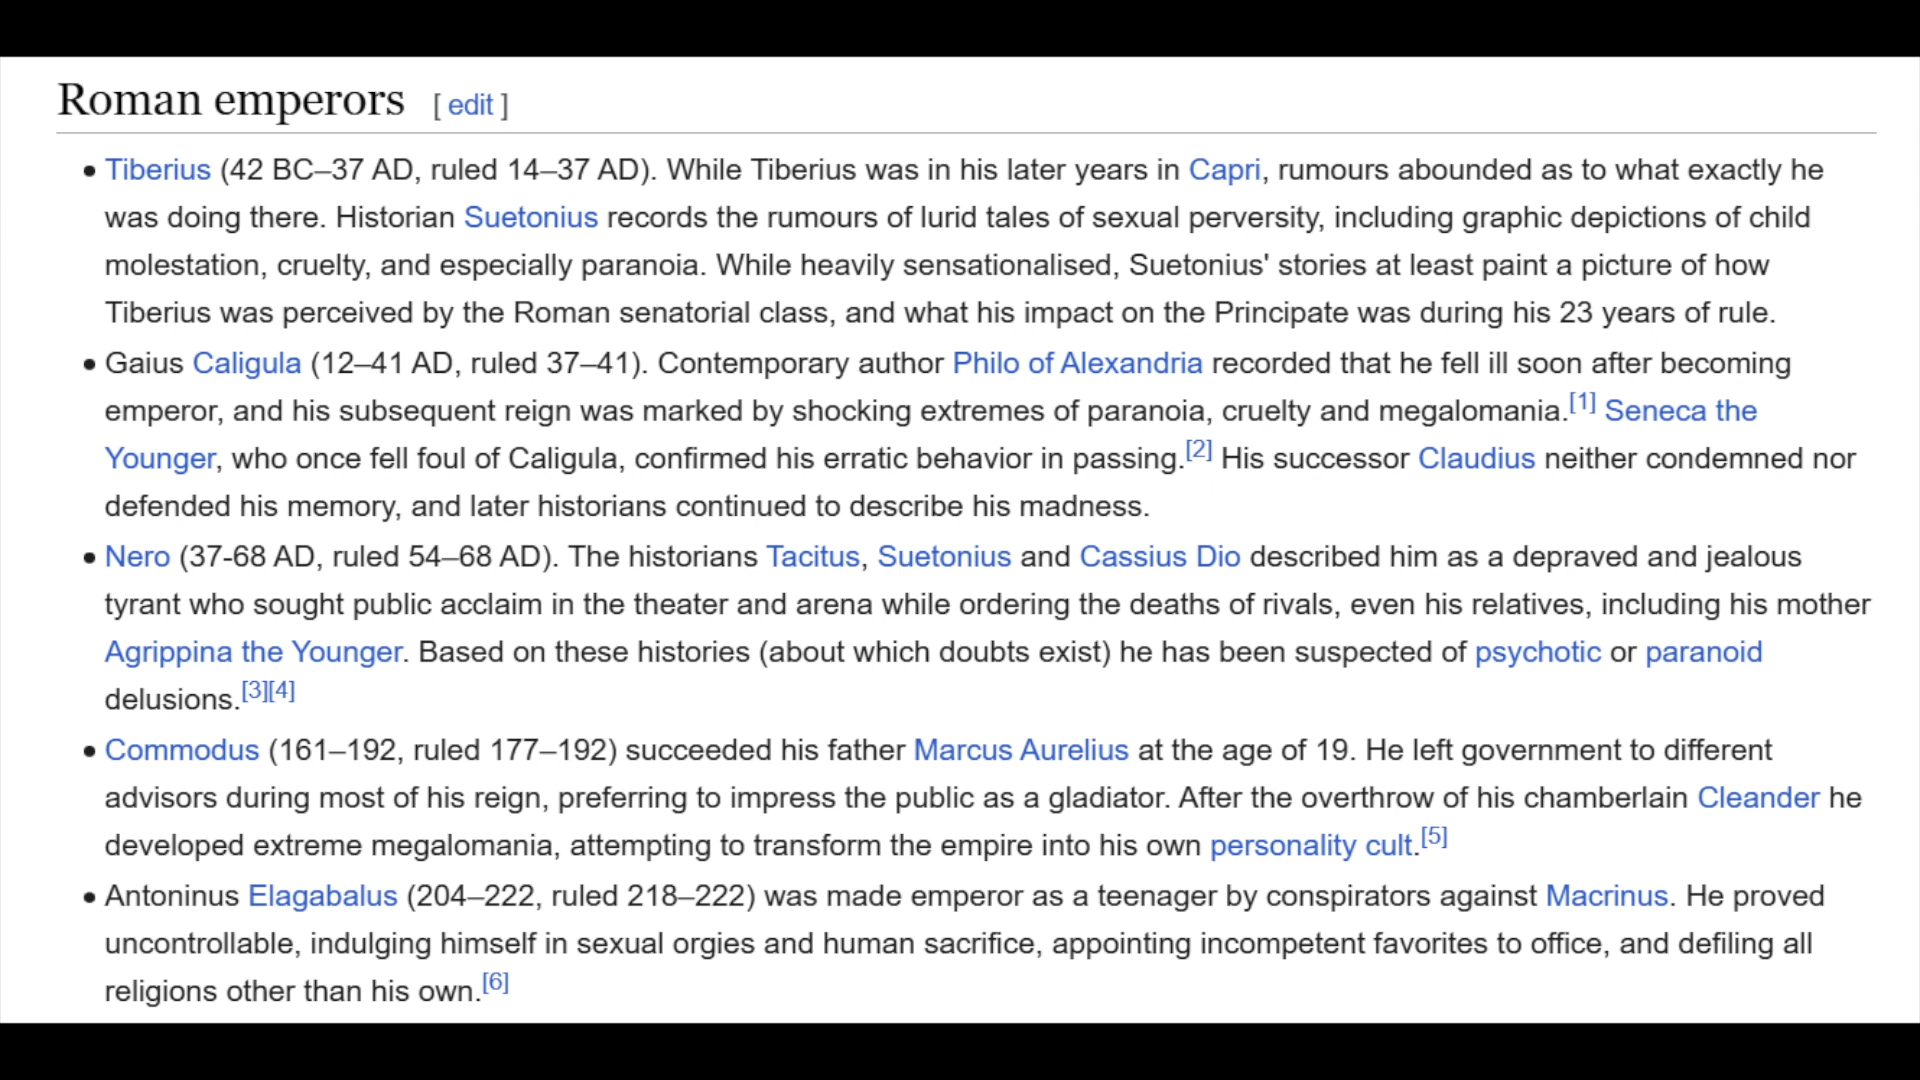 Roman emperors [ edit ]
• Tiberius (42 BC–37 AD, ruled 14–37 AD). While Tiberius was in his later years in Capri, rumours abounded as to what exactly he
was doing there. Historian Suetonius records the rumours of lurid tales of sexual perversity, including graphic depictions of child
molestation, cruelty, and especially paranoia. While heavily sensationalised, Suetonius' stories at least paint a picture of how
Tiberius was perceived by the Roman senatorial class, and what his impact on the Principate was during his 23 years of rule.
• Gaius Caligula (12–41 AD, ruled 37–41). Contemporary author Philo of Alexandria recorded that he fell ill soon after becoming
emperor, and his subsequent reign was marked by shocking extremes of paranoia, cruelty and megalomania.[1] Seneca the
Younger, who once fell foul of Caligula, confirmed his erratic behavior in passing.[2] His successor Claudius neither condemned nor
defended his memory, and later historians continued to describe his madness.
• Nero (37-68 AD, ruled 54–68 AD). The historians Tacitus, Suetonius and Cassius Dio described him as a depraved and jealous
tyrant who sought public acclaim in the theater and arena while ordering the deaths of rivals, even his relatives, including his mother
Agrippina the Younger. Based on these histories (about which doubts exist) he has been suspected of psychotic or paranoid
delusions.[3][4]
• Commodus (161–192, ruled 177–192) succeeded his father Marcus Aurelius at the age of 19. He left government to different
advisors during most of his reign, preferring to impress the public as a gladiator. After the overthrow of his chamberlain Cleander he
developed extreme megalomania, attempting to transform the empire into his own personality cult.[5]
• Antoninus Elagabalus (204–222, ruled 218–222) was made emperor as a teenager by conspirators against Macrinus. He proved
uncontrollable, indulging himself in sexual orgies and human sacrifice, appointing incompetent favorites to office, and defiling all
religions other than his own.[6]